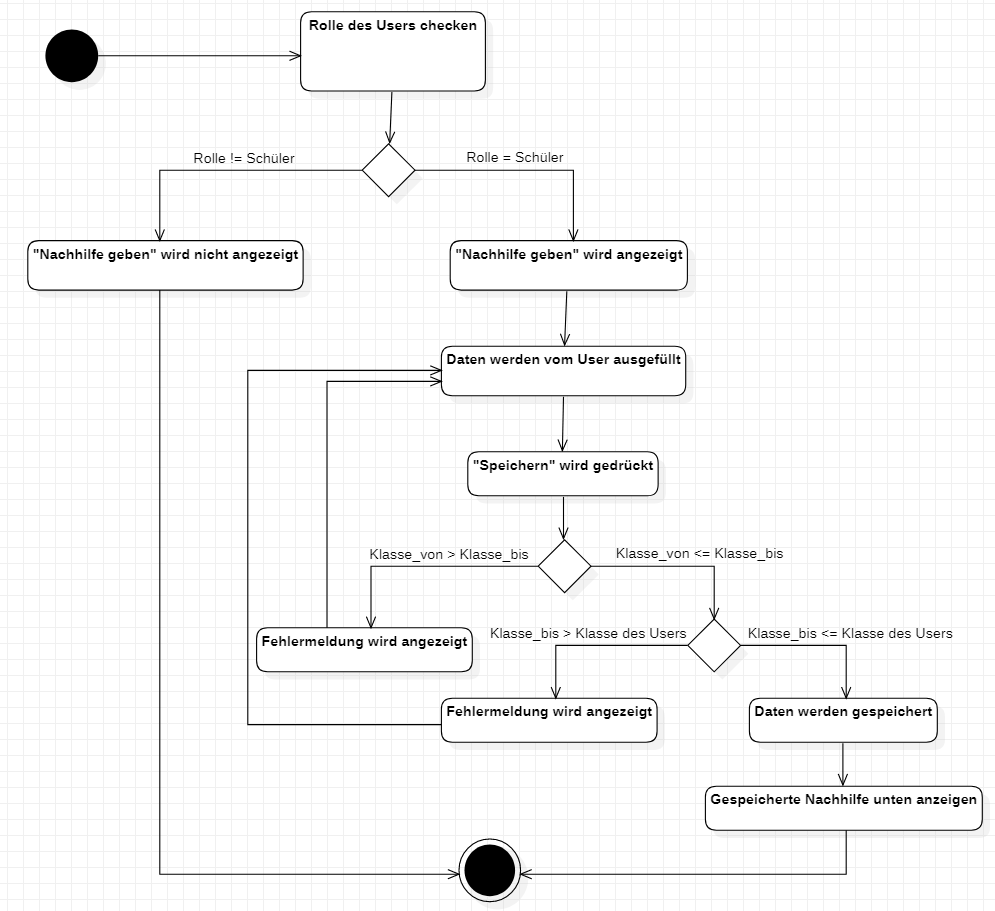 Rolle des Users checken
Rolle != Schüler
Rolle = Schüler
"Nachhilfe geben" wird nicht angezeigt
"Nachhilfe geben" wird angezeigt
Daten werden vom User ausgefüllt
"Speichern" wird gedrückt
Klasse_von > Klasse_bis
Klasse_von <= Klasse_bis
Fehlermeldung wird angezeigt
Klasse_bis > Klasse des Users
Klasse_bis <= Klasse des Users
Fehlermeldung wird angezeigt
Daten werden gespeichert
Gespeicherte Nachhilfe unten anzeigen